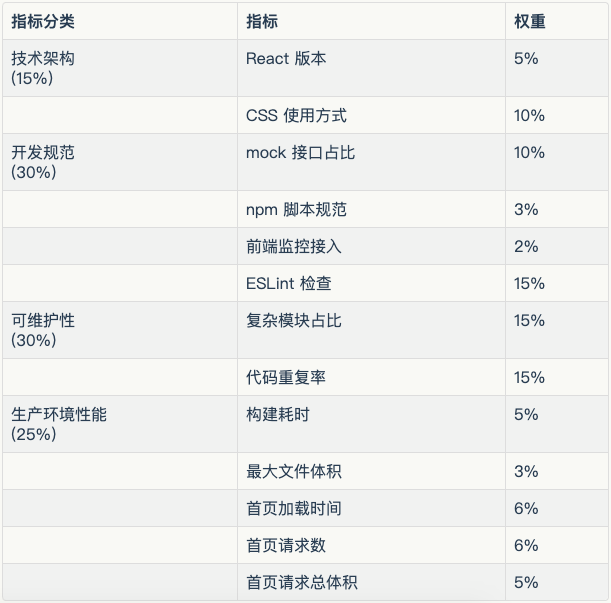 指标分类 指标 权重
技术架构 React 版本 5%
(15%)
CSS 使用方式 10%
开发规范 mock 接口占比 10%
(30%)
npm 脚本规范 3%
前端监控接入 2%
ESLint 检查 15%
可维护性 复杂模块占比 15%
(30%)
代码重复率 15%
生产环境性能 构建耗时 5%
(25%)
最大文件体积 3%
首页加载时间 6%
首页请求数 6%
首页请求总体积 5%